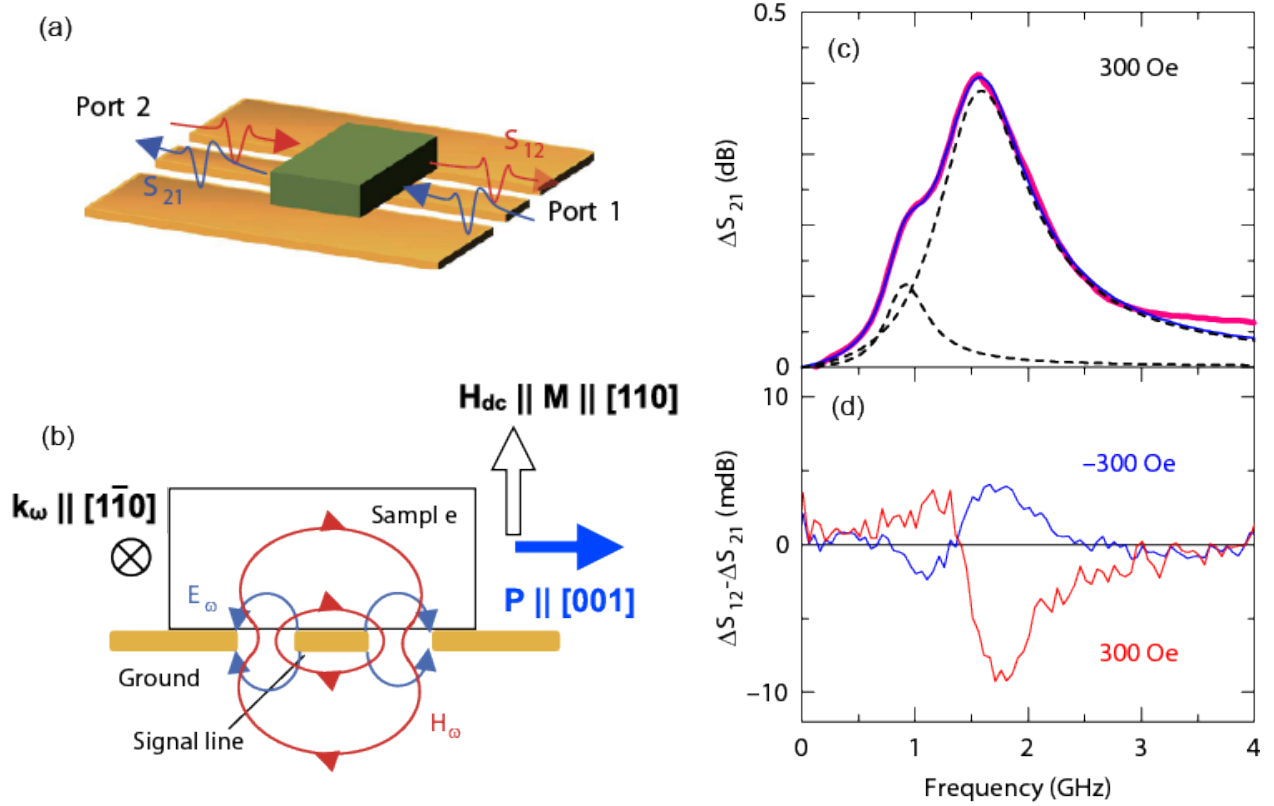 (a)
Port 2
S12
S21
Port 1
(b)
Hdc || M || [110]
kω || [11̄0]
Sample
Eω
P || [001]
Ground
Signal line
Hω
(c)
300 Oe
0.5
ΔS21 (dB)
0
(d)
10
–300 Oe
0
ΔS12-ΔS21 (mdB)
300 Oe
–10
0 1 2 3 4
Frequency (GHz)